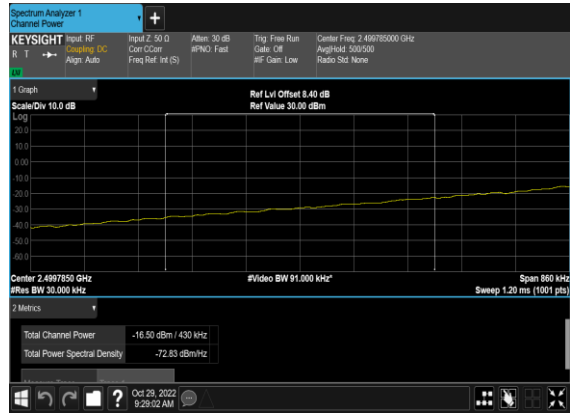 Spectrum Analyzer 1
Channel Power
+
KEYSIGHT Input: RF Input Z: 50 Ω Atten: 30 dB Trig: Free Run Center Freq: 2.499785000 GHz
R T Coupling: DC Corr CCorr #PNO: Fast Gate: Off Avg|Hold: 500/500
Align: Auto Freq Ref: Int (S) #IF Gain: Low Radio Std: None
1 Graph
Ref Lvl Offset 8.40 dB
Scale/Div 10.0 dB Ref Value 30.00 dBm
Log
20.0
10.0
0.00
-10.0
-20.0
-30.0
-40.0
-50.0
-60.0
Center 2.4997850 GHz #Video BW 91.000 kHz* Span 860 kHz
#Res BW 30.000 kHz Sweep 1.20 ms (1001 pts)
2 Metrics
Total Channel Power -16.50 dBm / 430 kHz
Total Power Spectral Density -72.83 dBm/Hz
?
Oct 29, 2022
9:29:02 AM